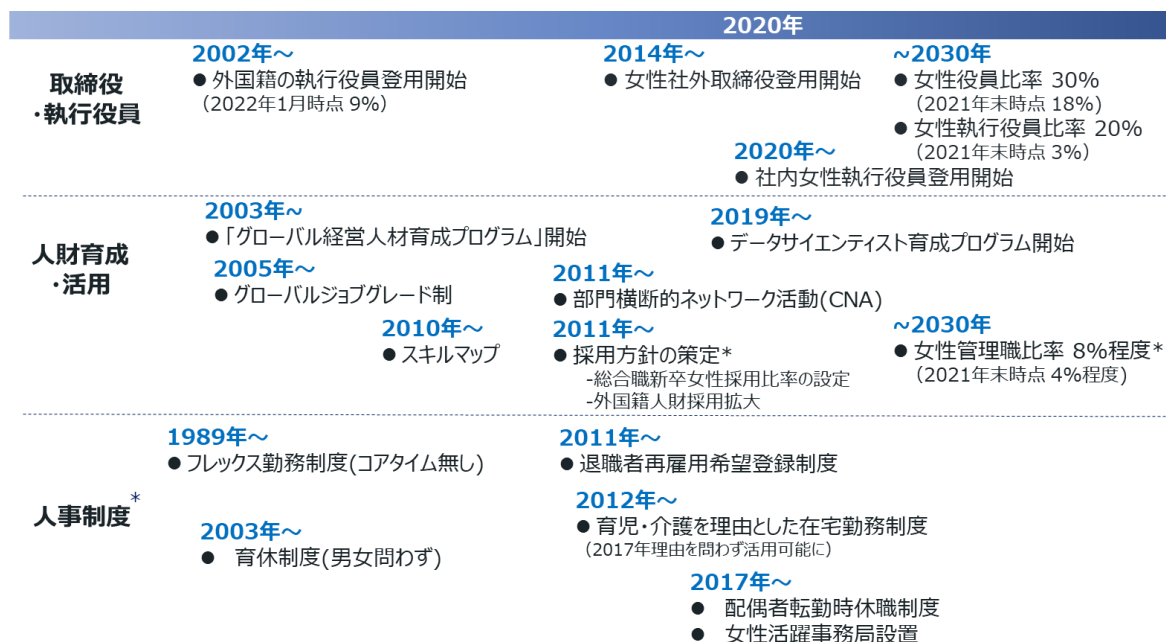 2020年
取締役
・執行役員
2002年～
● 外国籍の執行役員登用開始
（2022年1月時点 9%）
2014年～
● 女性社外取締役登用開始
2020年～
● 社内女性執行役員登用開始
~2030年
● 女性役員比率 30%
（2021年末時点 18%）
● 女性執行役員比率 20%
（2021年末時点 3%）
人財育成
・活用
2003年~
●「グローバル経営人材育成プログラム」開始
2005年～
● グローバルジョブグレード制
2010年～
● スキルマップ
2019年～
● データサイエンティスト育成プログラム開始
2011年～
● 部門横断的ネットワーク活動(CNA)
2011年～
● 採用方針の策定*
-総合職新卒女性採用比率の設定
-外国籍人財採用拡大
~2030年
● 女性管理職比率 8%程度*
（2021年末時点 4%程度)
人事制度*
1989年～
● フレックス勤務制度(コアタイム無し)
2003年～
● 育休制度(男女問わず)
2011年～
● 退職者再雇用希望登録制度
2012年～
● 育児・介護を理由とした在宅勤務制度
（2017年理由を問わず活用可能に）
2017年～
● 配偶者転勤時休職制度
● 女性活躍事務局設置